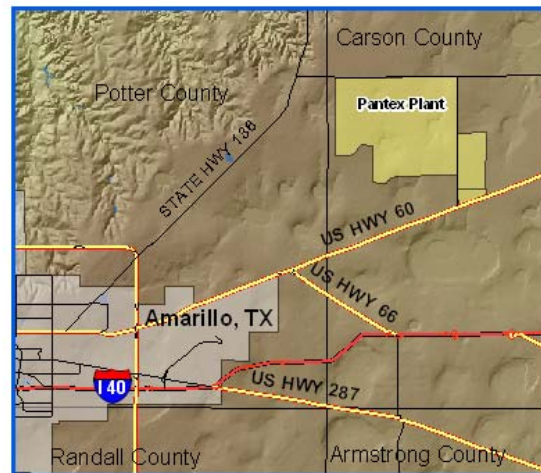 Carson County
Potter County
Pantex Plant
STATE HWY 136
US HWY 60
US HWY 66
Amarillo, TX
I 40
US HWY 287
Randall County
Armstrong County